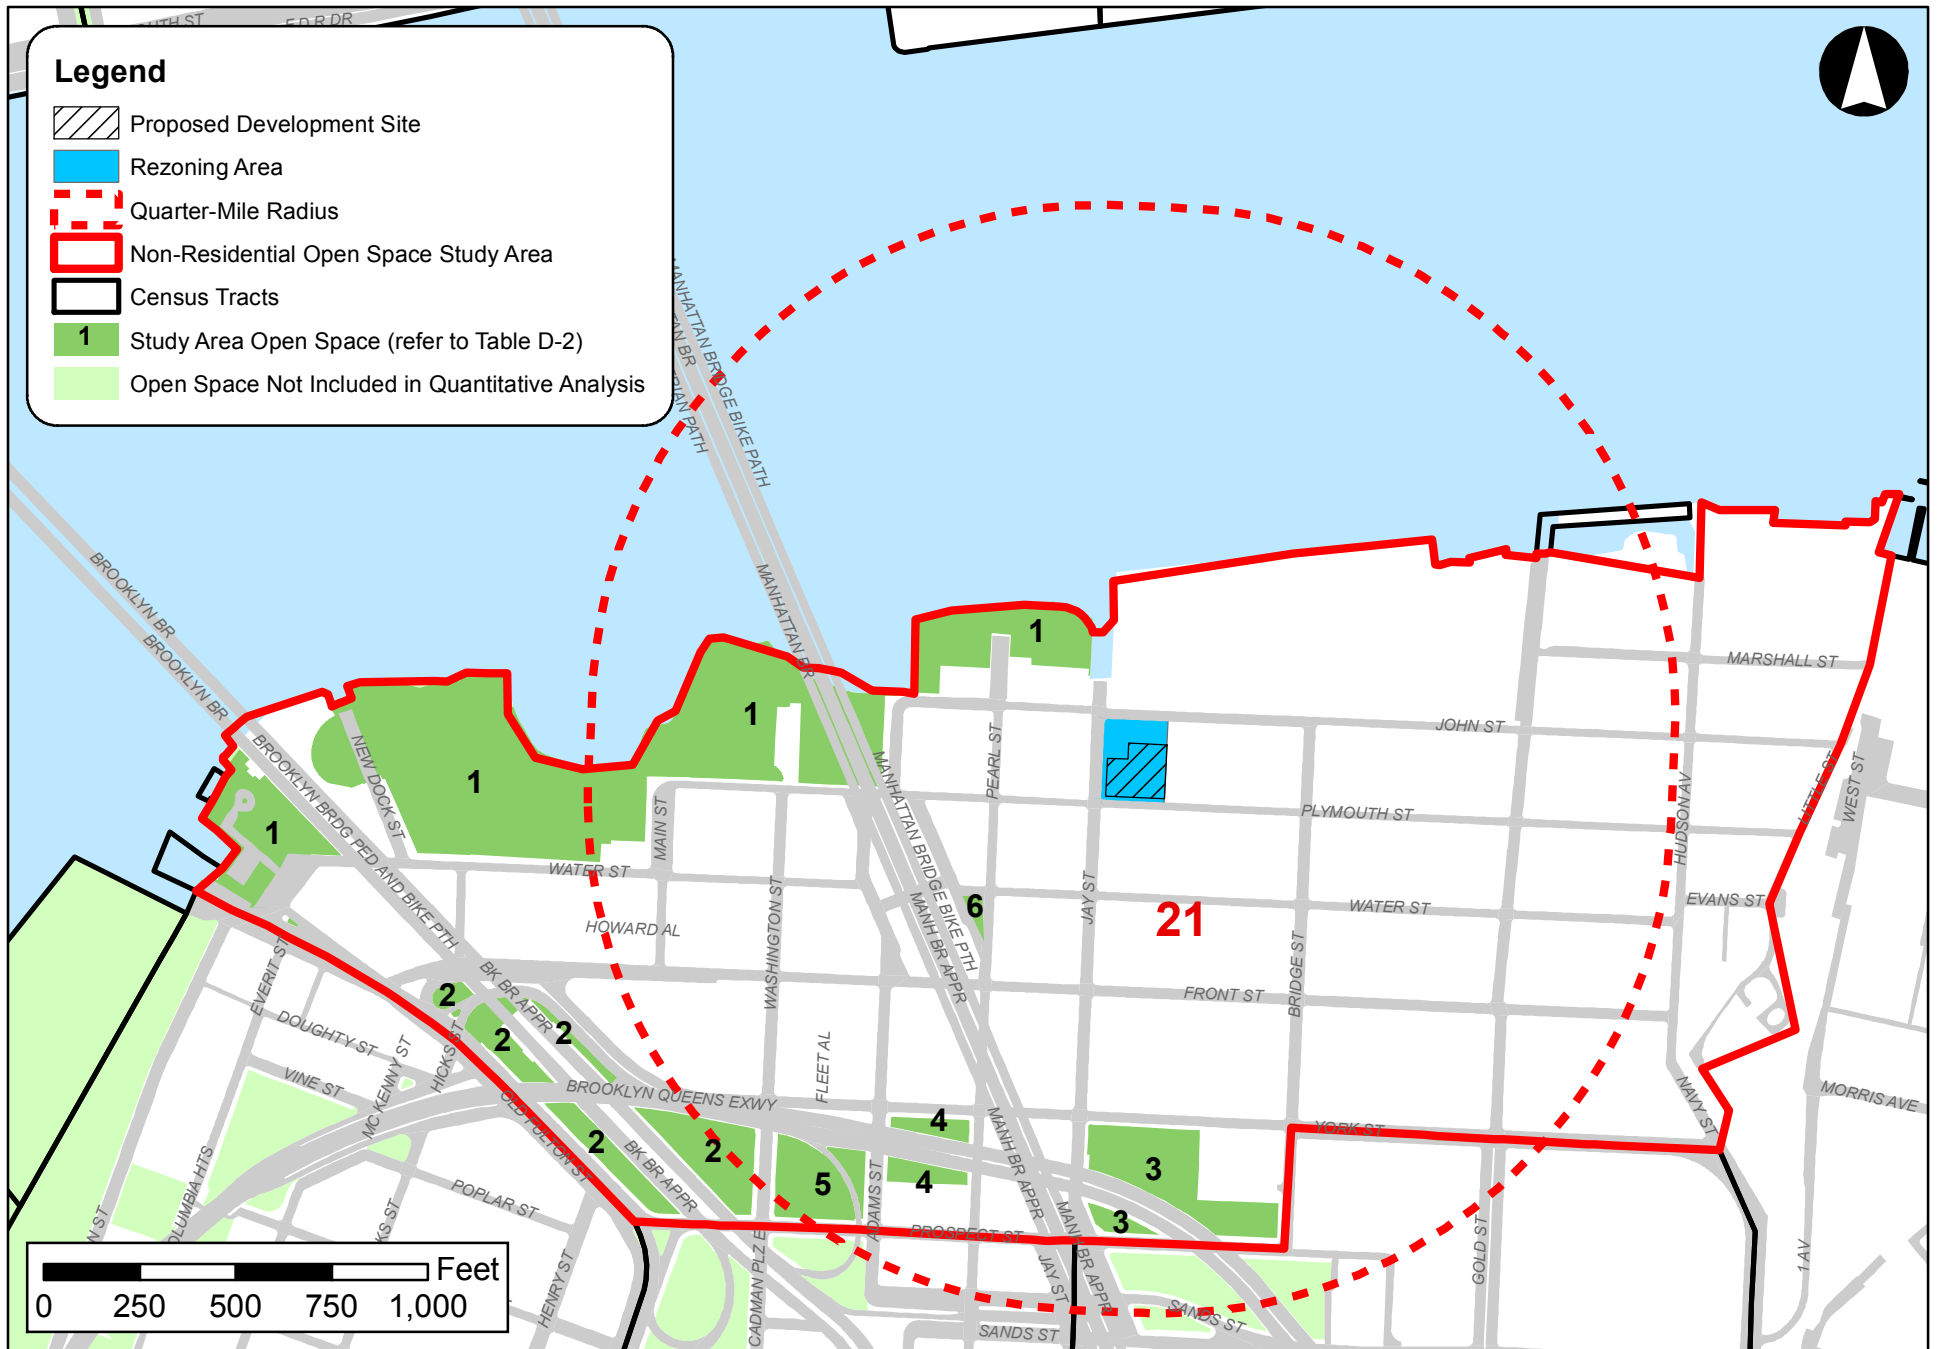 F D R DR
Legend
Proposed Development Site
Rezoning Area
Quarter-Mile Radius
Non-Residential Open Space Study Area
Census Tracts
1
Study Area Open Space (refer to Table D-2)
Open Space Not Included in Quantitative Analysis
MANHATTAN BRIDGE BIKE PATH
BROOKLYN BR
BROOKLYN BR
MANHATTAN BR
BROOKLYN BRDG PED AND BIKE PTH
NEW DOCK ST
1
1
1
1
MARSHALL ST
JOHN ST
PEARL ST
MAIN ST
PLYMOUTH ST
HUDSON AV
LITTLE ST
WEST ST
WATER ST
MANHATTAN BRIDGE BIKE PTH
MANH BR APPR
JAY ST
6
21
WATER ST
EVANS ST
HOWARD AL
WASHINGTON ST
EVERIT ST
BK BR APPR
FRONT ST
BRIDGE ST
2
2
2
DOUGHTY ST
VINE ST
MC KENNY ST
HICKS ST
FLEET AL
BROOKLYN QUEENS EXWY
OLD FULTON ST
NAVY ST
MORRIS AVE
YORK ST
2
2
BK BR APPR
5
4
4
ADAMS ST
MANH BR APPR
3
3
PROSPECT ST
POPLAR ST
HENRY ST
CADMAN PLZ E
JAY ST
MANH BR APPR
SANDS ST
SANDS ST
GOLD ST
1 AV
Feet
0 250 500 750 1,000